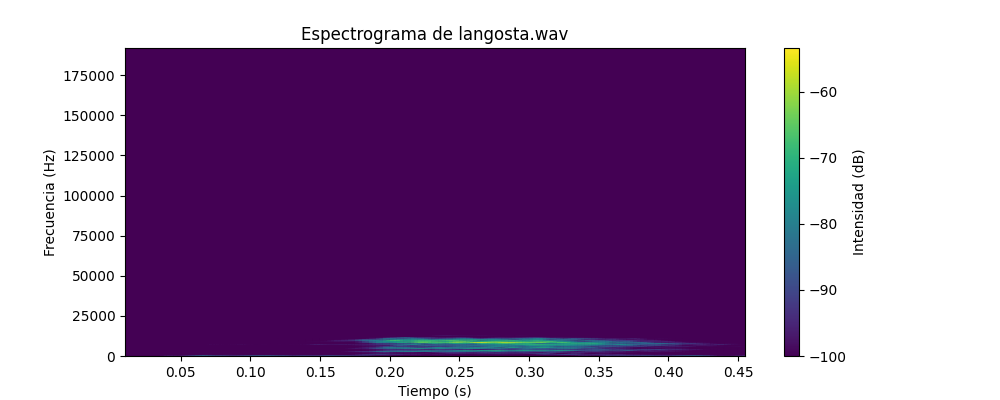 Espectrograma de langosta.wav
Frecuencia (Hz)
175000
150000
125000
100000
75000
50000
25000
0
0.05 0.10 0.15 0.20 0.25 0.30 0.35 0.40 0.45
Tiempo (s)
−60
−70
−80
−90
−100
Intensidad (dB)